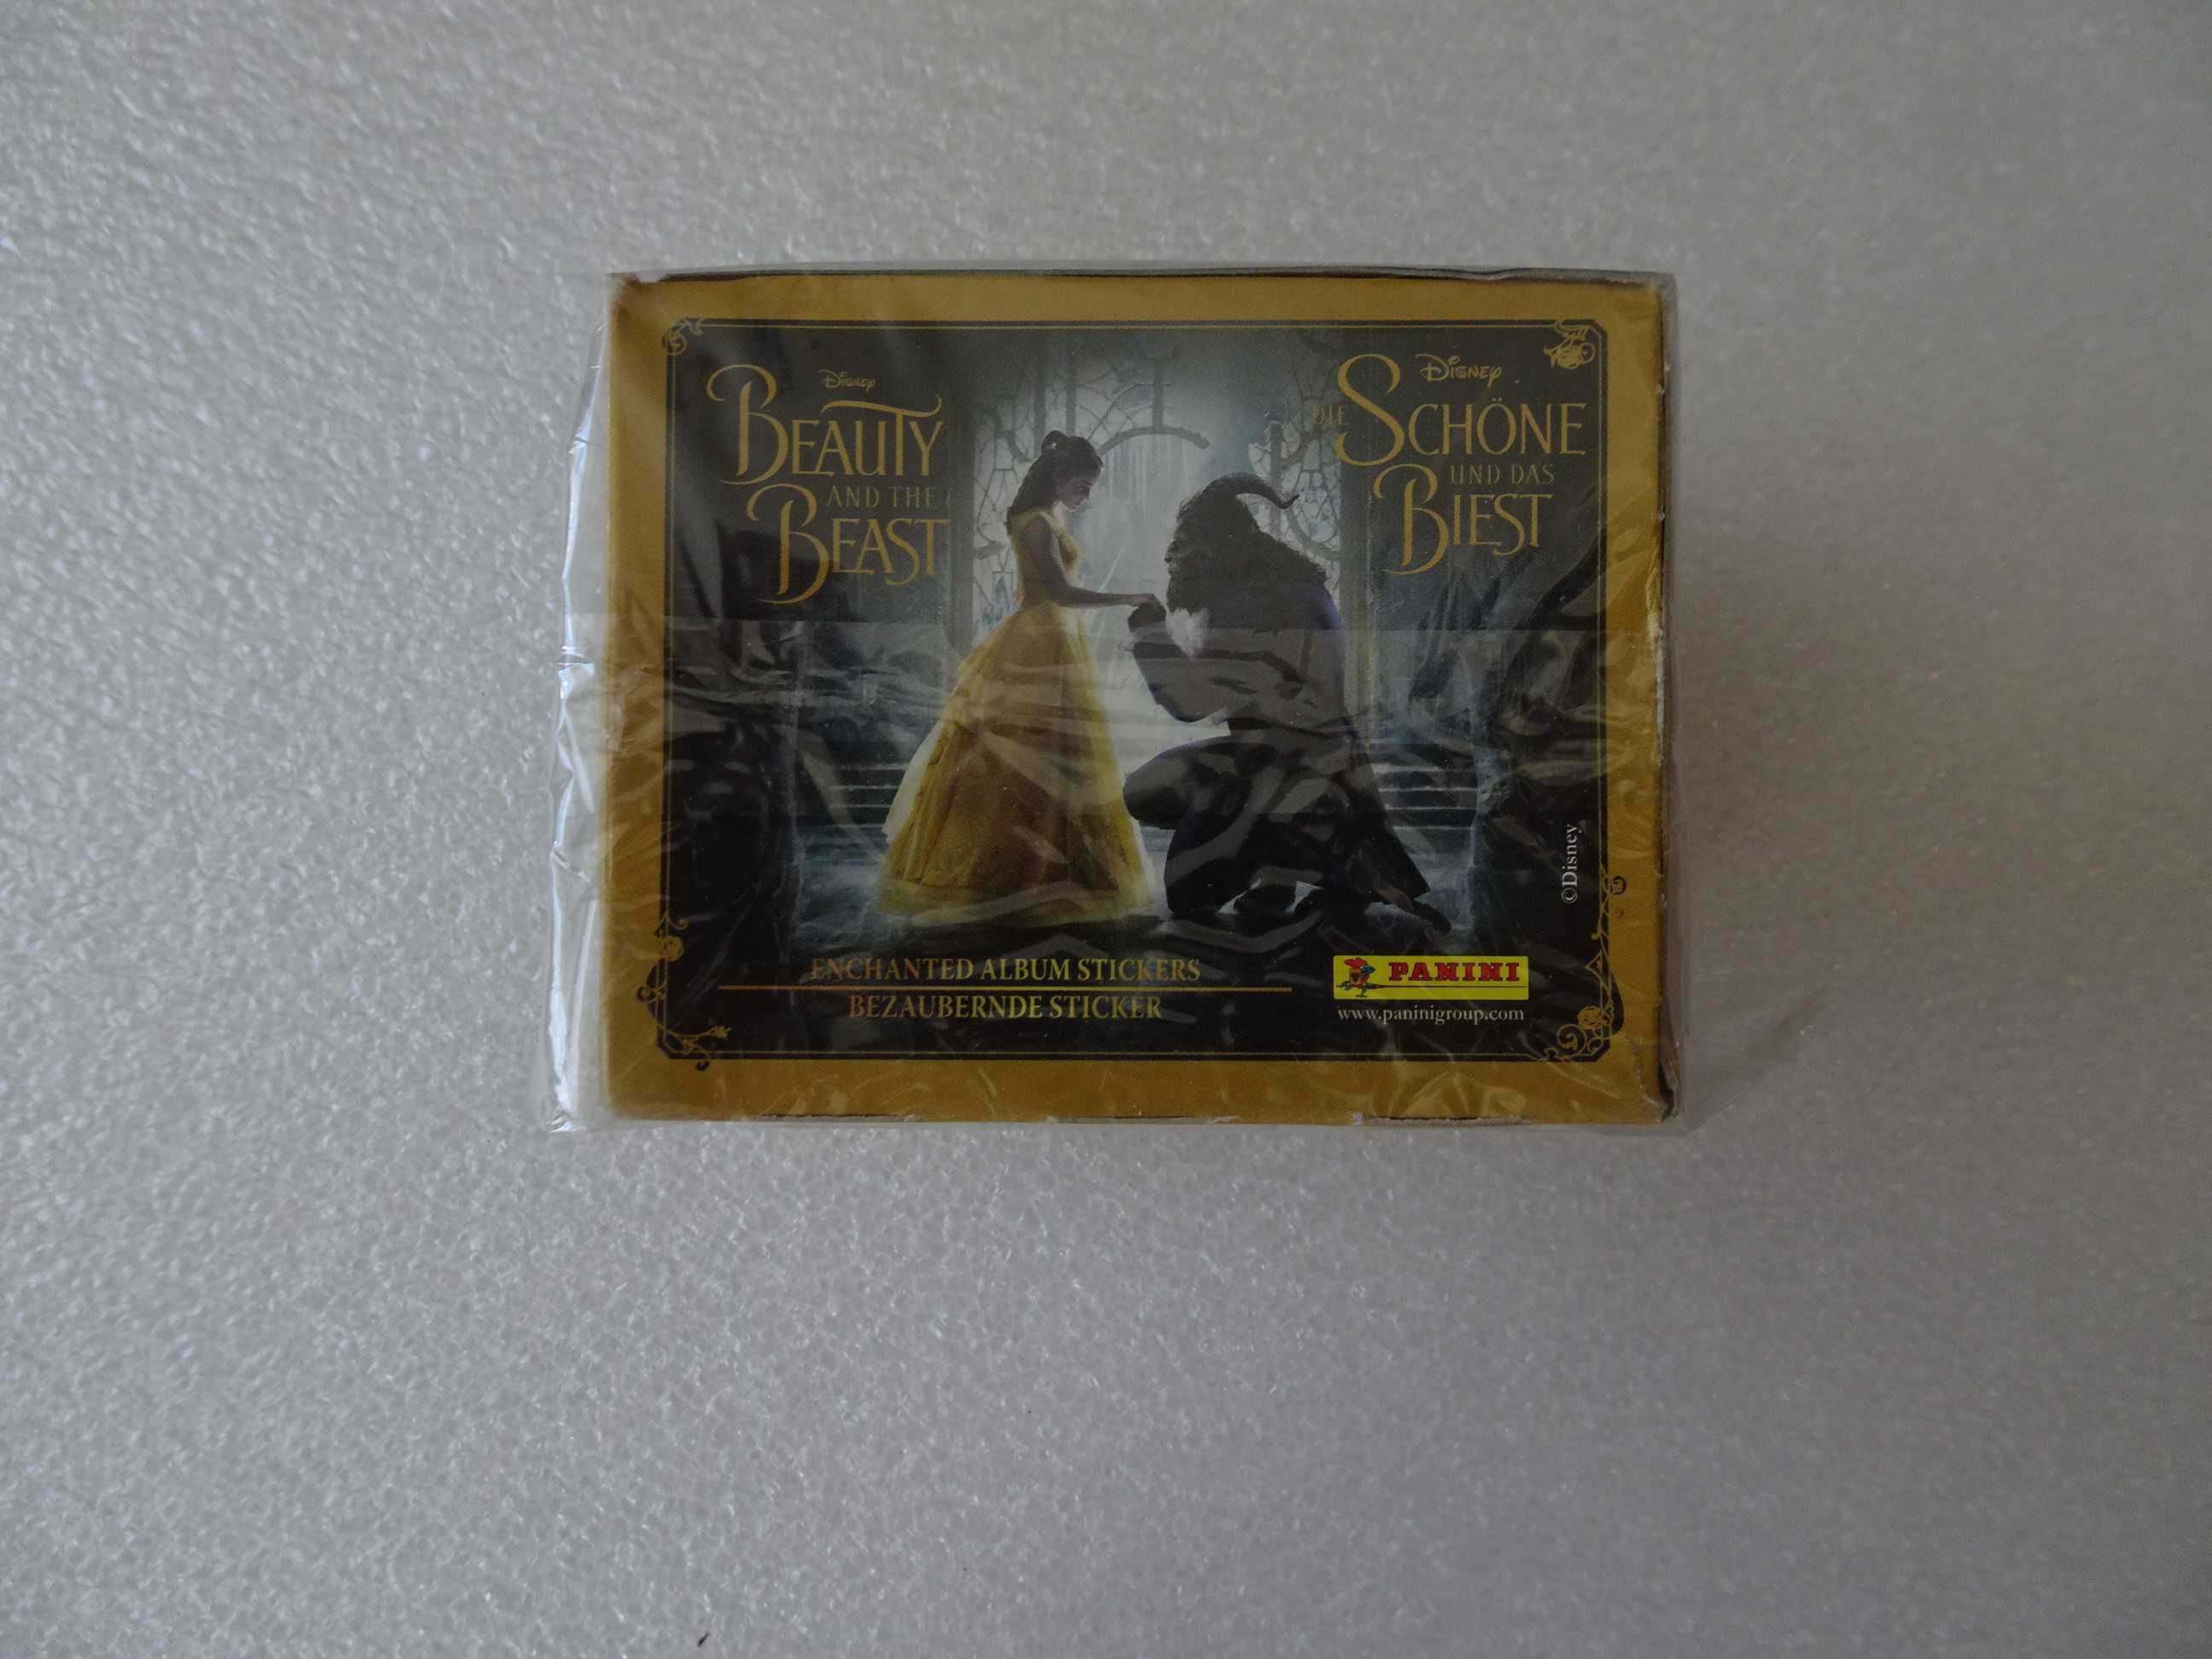 Disney
BEAUTY
AND THE
BEAST
Disney
DIE SCHÖNE
UND DAS
BIEST
©Disney
ENCHANTED ALBUM STICKERS
BEZAUBERNDE STICKER
PANINI
www.paninigroup.com